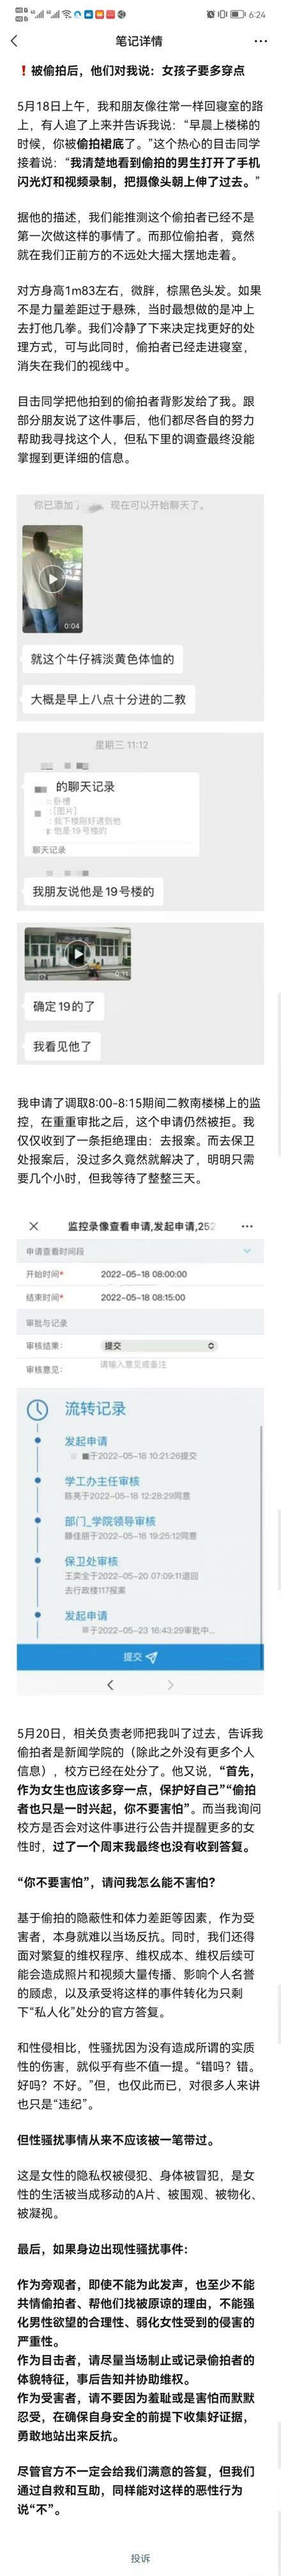 6:24
笔记详情
❗被偷拍后，他们对我说：女孩子要多穿点
5月18日上午，我和朋友像往常一样回寝室的路
上，有人追了上来并告诉我说：“早晨上楼梯的
时候，你被偷拍裙底了。”这个热心的目击同学
接着说：“我清楚地看到偷拍的男生打开了手机
闪光灯和视频录制，把摄像头朝上伸了过去。”
据他的描述，我们能推测这个偷拍者已经不是
第一次做这样的事情了。而那位偷拍者，竟然
就在我们正前方的不远处大摇大摆地走着。
对方身高1m83左右，微胖，棕黑色头发。如果
不是力量差距过于悬殊，当时最想做的是冲上
去打他几拳。我们冷静了下来决定找更好的处
理方式，可与此同时，偷拍者已经走进寝室，
消失在我们的视线中。
目击同学把他拍到的偷拍者背影发给了我。跟
部分朋友说了这件事后，他们都尽各自的努力
帮助我寻找这个人，但私下里的调查最终没能
掌握到更详细的信息。
你已添加了
现在可以开始聊天了。
0:04
就这个牛仔裤淡黄色体恤的
大概是早上八点十分进的二教
星期三 11:12
的聊天记录
: 卧槽
: [图片]
: 我下楼刚好遇到他
: 他是19号楼的
聊天记录
我朋友说他是19号楼的
0:11
确定19的了
我看见他了
我申请了调取8:00-8:15期间二教南楼梯上的监
控，在重重审批之后，这个申请仍然被拒。我
仅仅收到了一条拒绝理由：去报案。而去保卫
处报案后，没过多久竟然就解决了，明明只需
要几个小时，但我等待了整整三天。
监控录像查看申请,发起申请,252
申请查看时间段
开始时间* 2022-05-18 08:00:00
结束时间* 2022-05-18 08:15:00
审批与记录
审核结果: 提交
审核意见: 请输入意见或备注
流转记录
发起申请
于2022-05-18 10:21:26提交
学工办主任审核
陈亮于2022-05-18 12:28:29同意
部门_学院领导审核
滕佳丽于2022-05-18 19:25:12同意
保卫处审核
王奕全于2022-05-20 07:09:11退回
去行政楼117报案
发起申请
于2022-05-23 16:43:29审批中...
提交
5月20日，相关负责老师把我叫了过去，告诉我
偷拍者是新闻学院的（除此之外没有更多个人
信息），校方已经在处分了。他又说，“首先，
作为女生也应该多穿一点，保护好自己”“偷拍
者也只是一时兴起，你不要害怕”。而当我询问
校方是否会对这件事进行公告并提醒更多的女
性时，过了一个周末我最终也没有收到答复。
“你不要害怕”，请问我怎么能不害怕？
基于偷拍的隐蔽性和体力差距等因素，作为受
害者，本身就难以当场反抗。同时，我们还得
面对繁复的维权程序、维权成本、维权后续可
能会造成照片和视频大量传播、影响个人名誉
的顾虑，以及承受将这样的事件转化为只剩
下“私人化”处分的官方答复。
和性侵相比，性骚扰因为没有造成所谓的实质
性的伤害，就似乎有些不值一提。“错吗？错。
好吗？不好。”但，也仅此而已，对很多人来讲
也只是“违纪”。
但性骚扰事情从来不应该被一笔带过。
这是女性的隐私权被侵犯、身体被冒犯，是女
性的生活被当成移动的A片、被围观、被物化、
被凝视。
最后，如果身边出现性骚扰事件：
作为旁观者，即使不能为此发声，也至少不能
共情偷拍者、帮他们找被原谅的理由，不能强
化男性欲望的合理性、弱化女性受到的侵害的
严重性。
作为目击者，请尽量当场制止或记录偷拍者的
体貌特征，事后告知并协助维权。
作为受害者，请不要因为羞耻或是害怕而默默
忍受，在确保自身安全的前提下收集好证据，
勇敢地站出来反抗。
尽管官方不一定会给我们满意的答复，但我们
通过自救和互助，同样能对这样的恶性行为
说“不”。
投诉